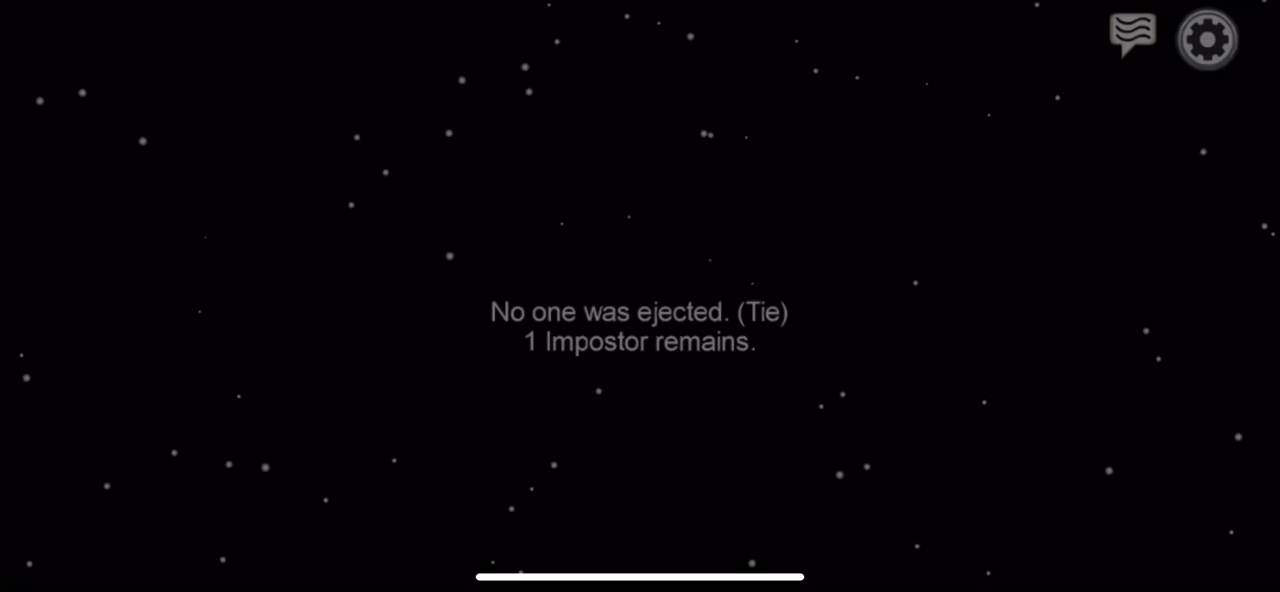 No one was ejected. (Tie)
1 Impostor remains.